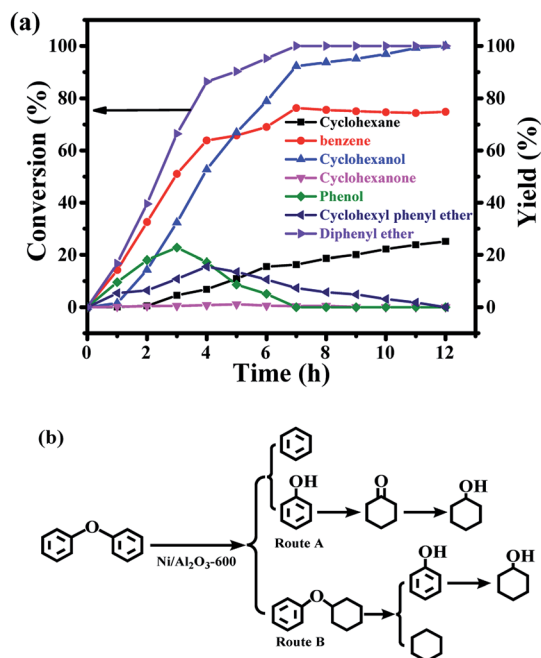 (a)
Conversion (%)
100
80
60
40
20
0
Cyclohexane
benzene
Cyclohexanol
Cyclohexanone
Phenol
Cyclohexyl phenyl ether
Diphenyl ether
100
80
60
40
20
0
Yield (%)
0 2 4 6 8 10 12
Time (h)
(b)
O
Ni/Al₂O₃-600
OH
O
OH
Route A
O
OH
OH
Route B